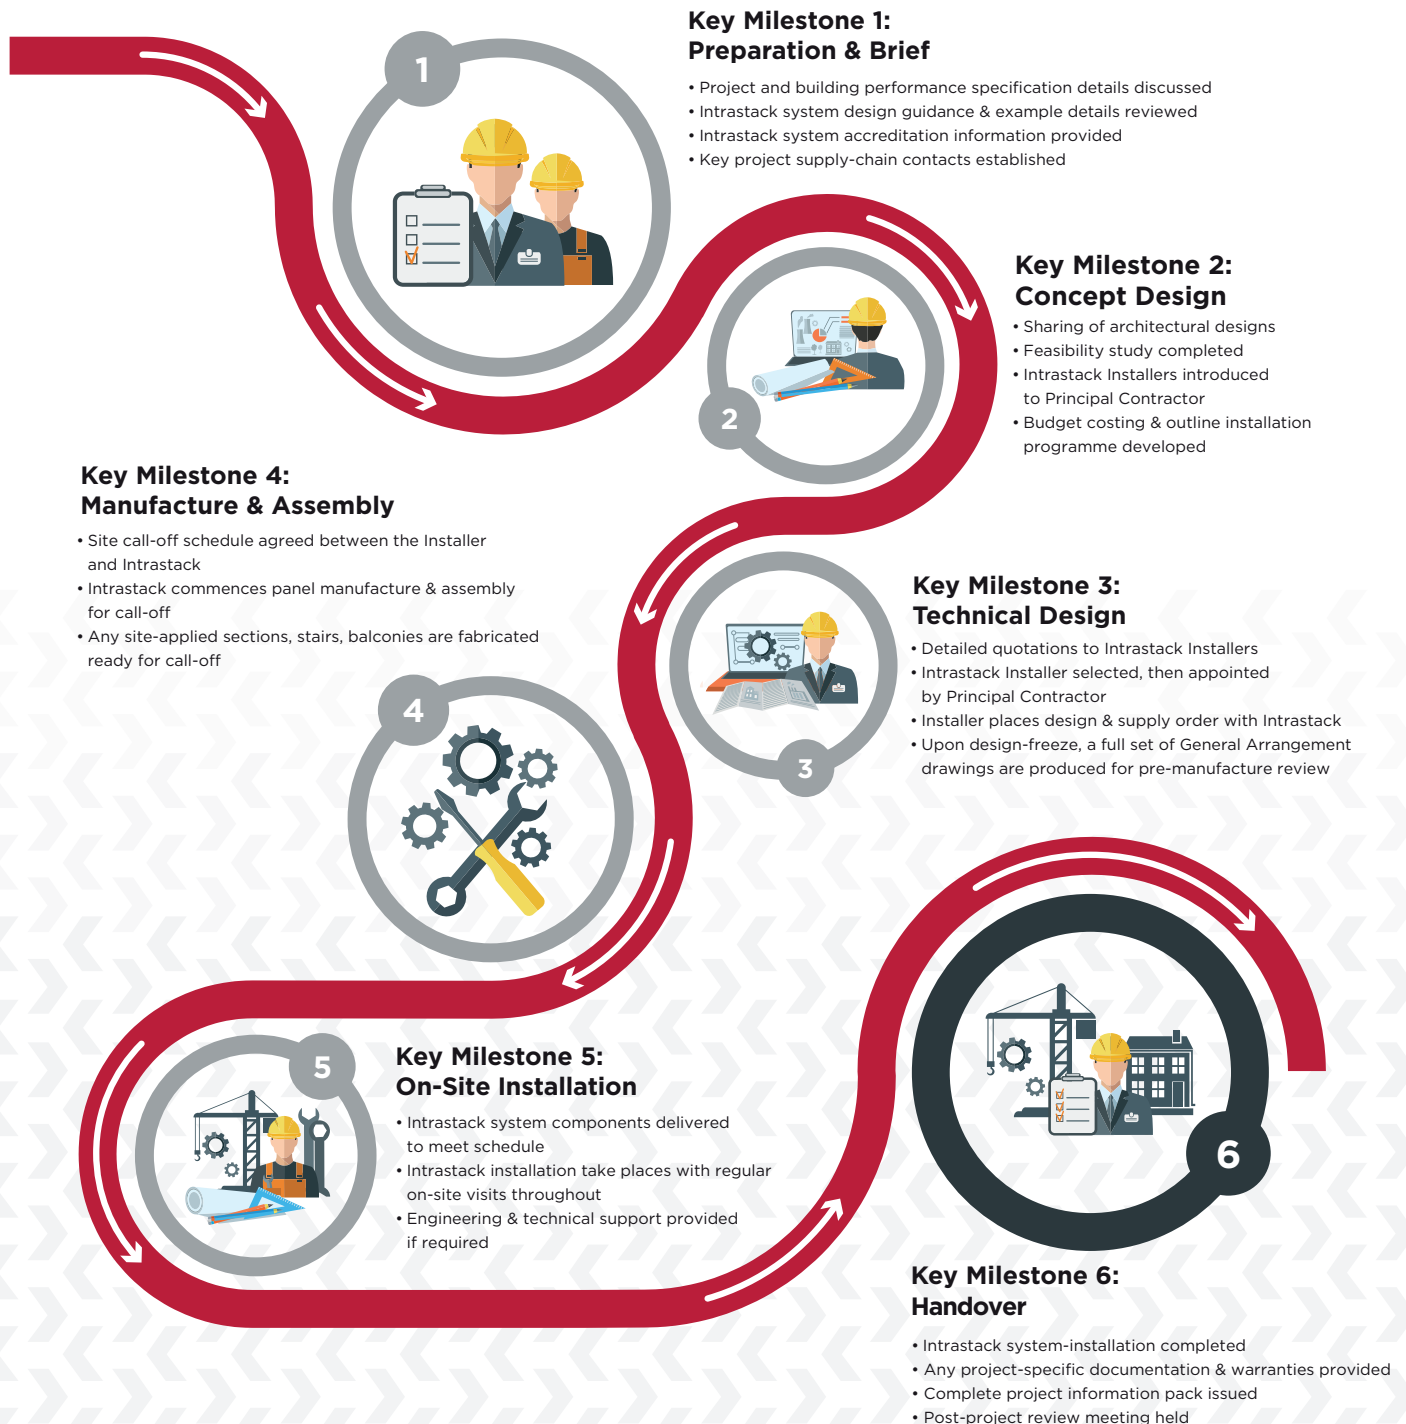 1
Key Milestone 1:
Preparation & Brief
• Project and building performance specification details discussed
• Intrastack system design guidance & example details reviewed
• Intrastack system accreditation information provided
• Key project supply-chain contacts established
2
Key Milestone 2:
Concept Design
• Sharing of architectural designs
• Feasibility study completed
• Intrastack Installers introduced
to Principal Contractor
• Budget costing & outline installation
programme developed
3
Key Milestone 3:
Technical Design
• Detailed quotations to Intrastack Installers
• Intrastack Installer selected, then appointed
by Principal Contractor
• Installer places design & supply order with Intrastack
• Upon design-freeze, a full set of General Arrangement
drawings are produced for pre-manufacture review
Key Milestone 4:
Manufacture & Assembly
• Site call-off schedule agreed between the Installer
and Intrastack
• Intrastack commences panel manufacture & assembly
for call-off
• Any site-applied sections, stairs, balconies are fabricated
ready for call-off
4
5
Key Milestone 5:
On-Site Installation
• Intrastack system components delivered
to meet schedule
• Intrastack installation take places with regular
on-site visits throughout
• Engineering & technical support provided
if required
6
Key Milestone 6:
Handover
• Intrastack system-installation completed
• Any project-specific documentation & warranties provided
• Complete project information pack issued
• Post-project review meeting held